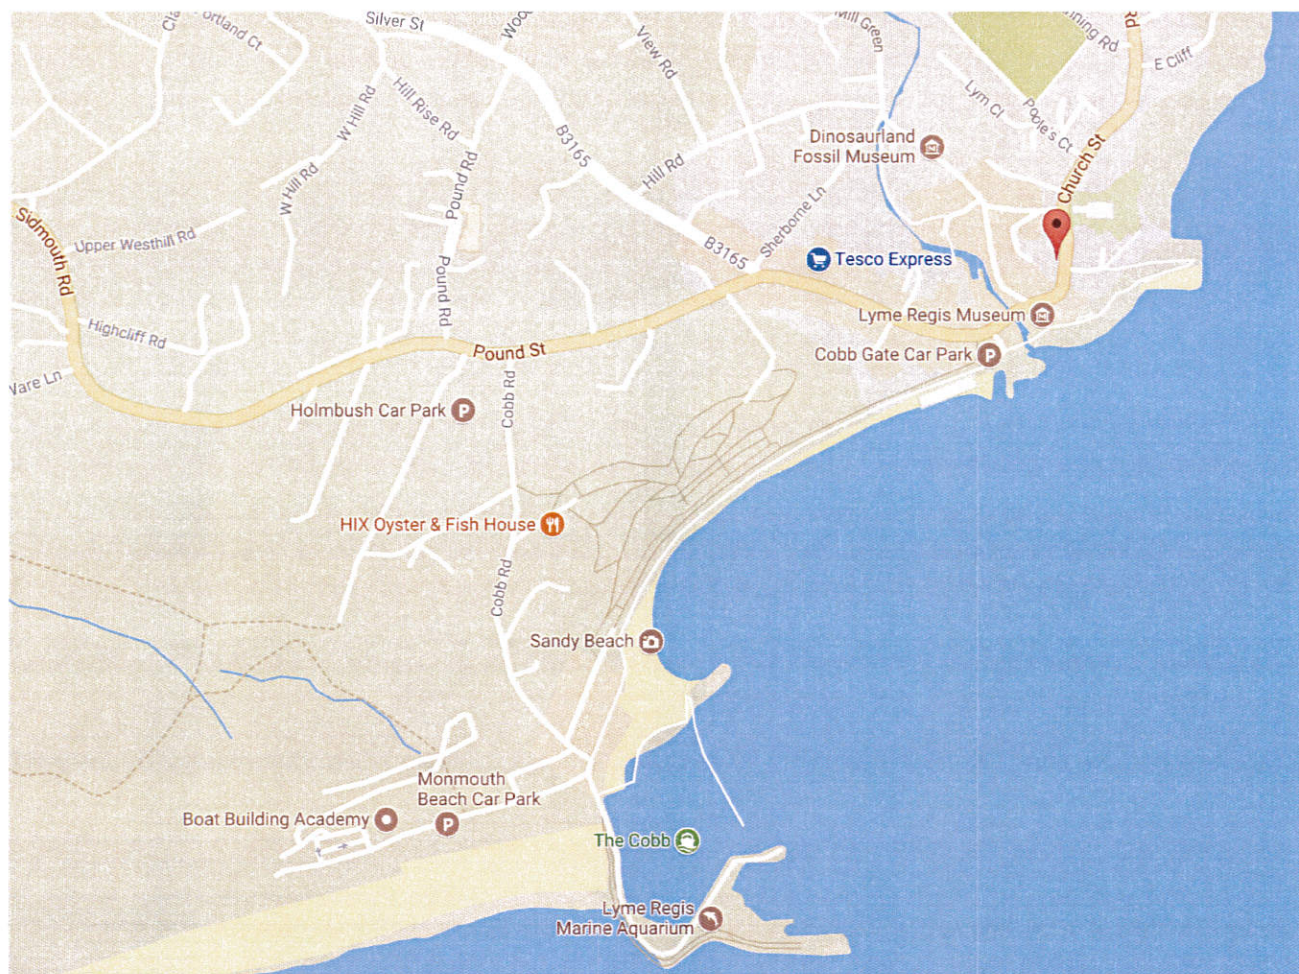 Portland Ct
Silver St
View Rd
Mill Green
Rd
E Cliff
W Hill Rd
Hill Rise Rd
B3165
Lym Ct
Poole's Ct
Dinosaurland
Fossil Museum
Church St
Hill Rd
Pound Rd
W Hill Rd
Sherborne Ln
Sidmouth Rd
Upper Westhill Rd
B3165
Tesco Express
Pound Rd
Lyme Regis Museum
Highcliff Rd
Pound St
Cobb Gate Car Park
Ware Ln
Cobb Rd
Holmbush Car Park
HIX Oyster & Fish House
Cobb Rd
Sandy Beach
Monmouth
Beach Car Park
Boat Building Academy
The Cobb
Lyme Regis
Marine Aquarium